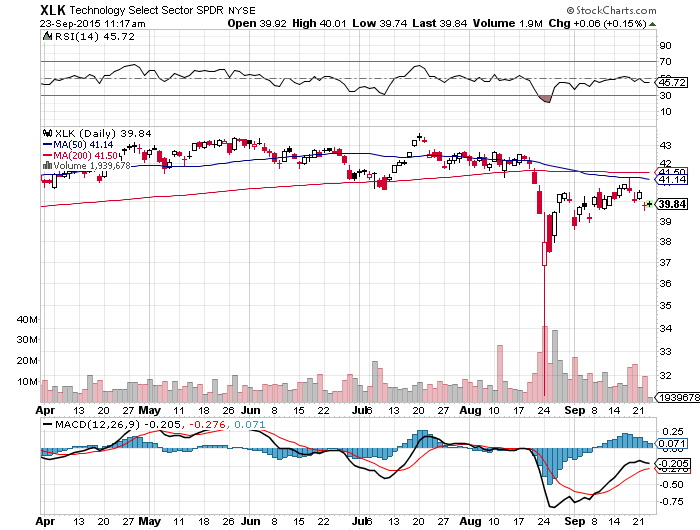 XLK Technology Select Sector SPDR NYSE © StockCharts.com
23-Sep-2015 11:17am Open 39.92 High 40.01 Low 39.74 Last 39.84 Volume 1.9M Chg +0.06 (+0.15%)
RSI(14) 45.72
90
70
50
45.72
30
10
XLK (Daily) 39.84
MA(50) 41.14
MA(200) 41.50
Volume 1,939,678
43
42
41.50
41.14
39.84
39
38
37
36
35
34
33
32
40M
30M
20M
10M
1939678
Apr 13 20 27 May 11 18 26 Jun 8 15 22 Jul 6 13 20 27 Aug 10 17 24 Sep 8 14 21
MACD(12,26,9) -0.205, -0.276, 0.071
0.25
0.071
-0.205
-0.276
-0.50
-0.75
Apr 13 20 27 May 11 18 26 Jun 8 15 22 Jul 6 13 20 27 Aug 10 17 24 Sep 8 14 21